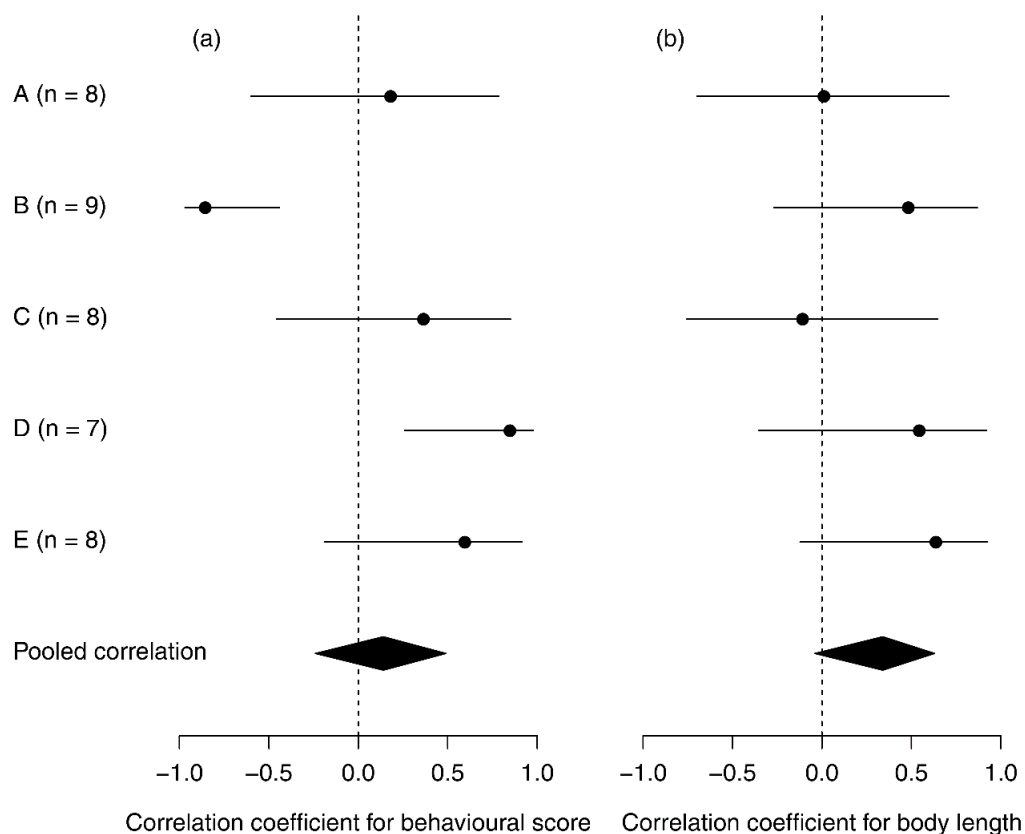 (a) (b)
A (n = 8)
B (n = 9)
C (n = 8)
D (n = 7)
E (n = 8)
Pooled correlation
−1.0 −0.5 0.0 0.5 1.0 −1.0 −0.5 0.0 0.5 1.0
Correlation coefficient for behavioural score Correlation coefficient for body length